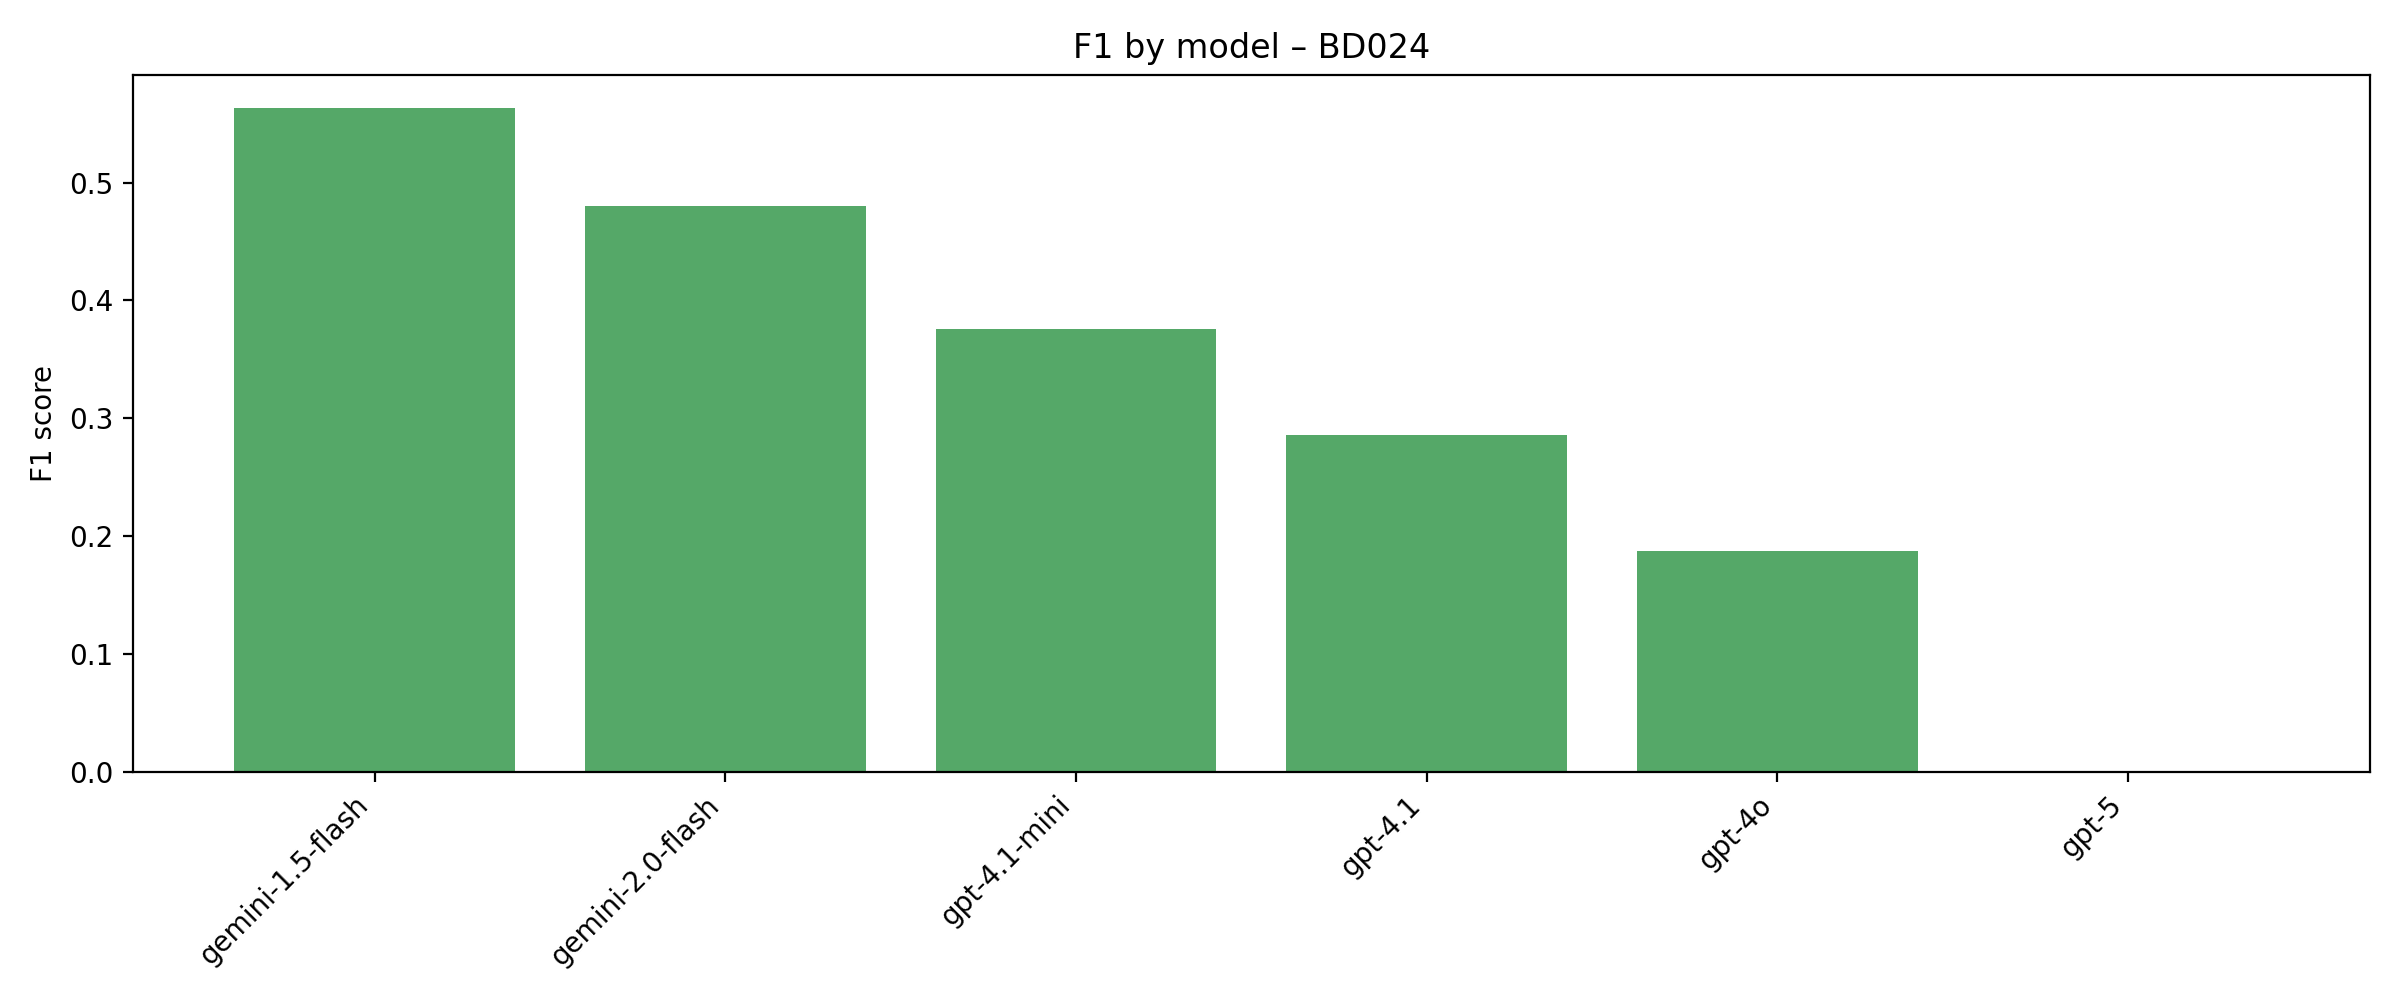 F1 by model – BD024
F1 score
0.5
0.4
0.3
0.2
0.1
0.0
gemini-1.5-flash
gemini-2.0-flash
gpt-4.1-mini
gpt-4.1
gpt-4o
gpt-5